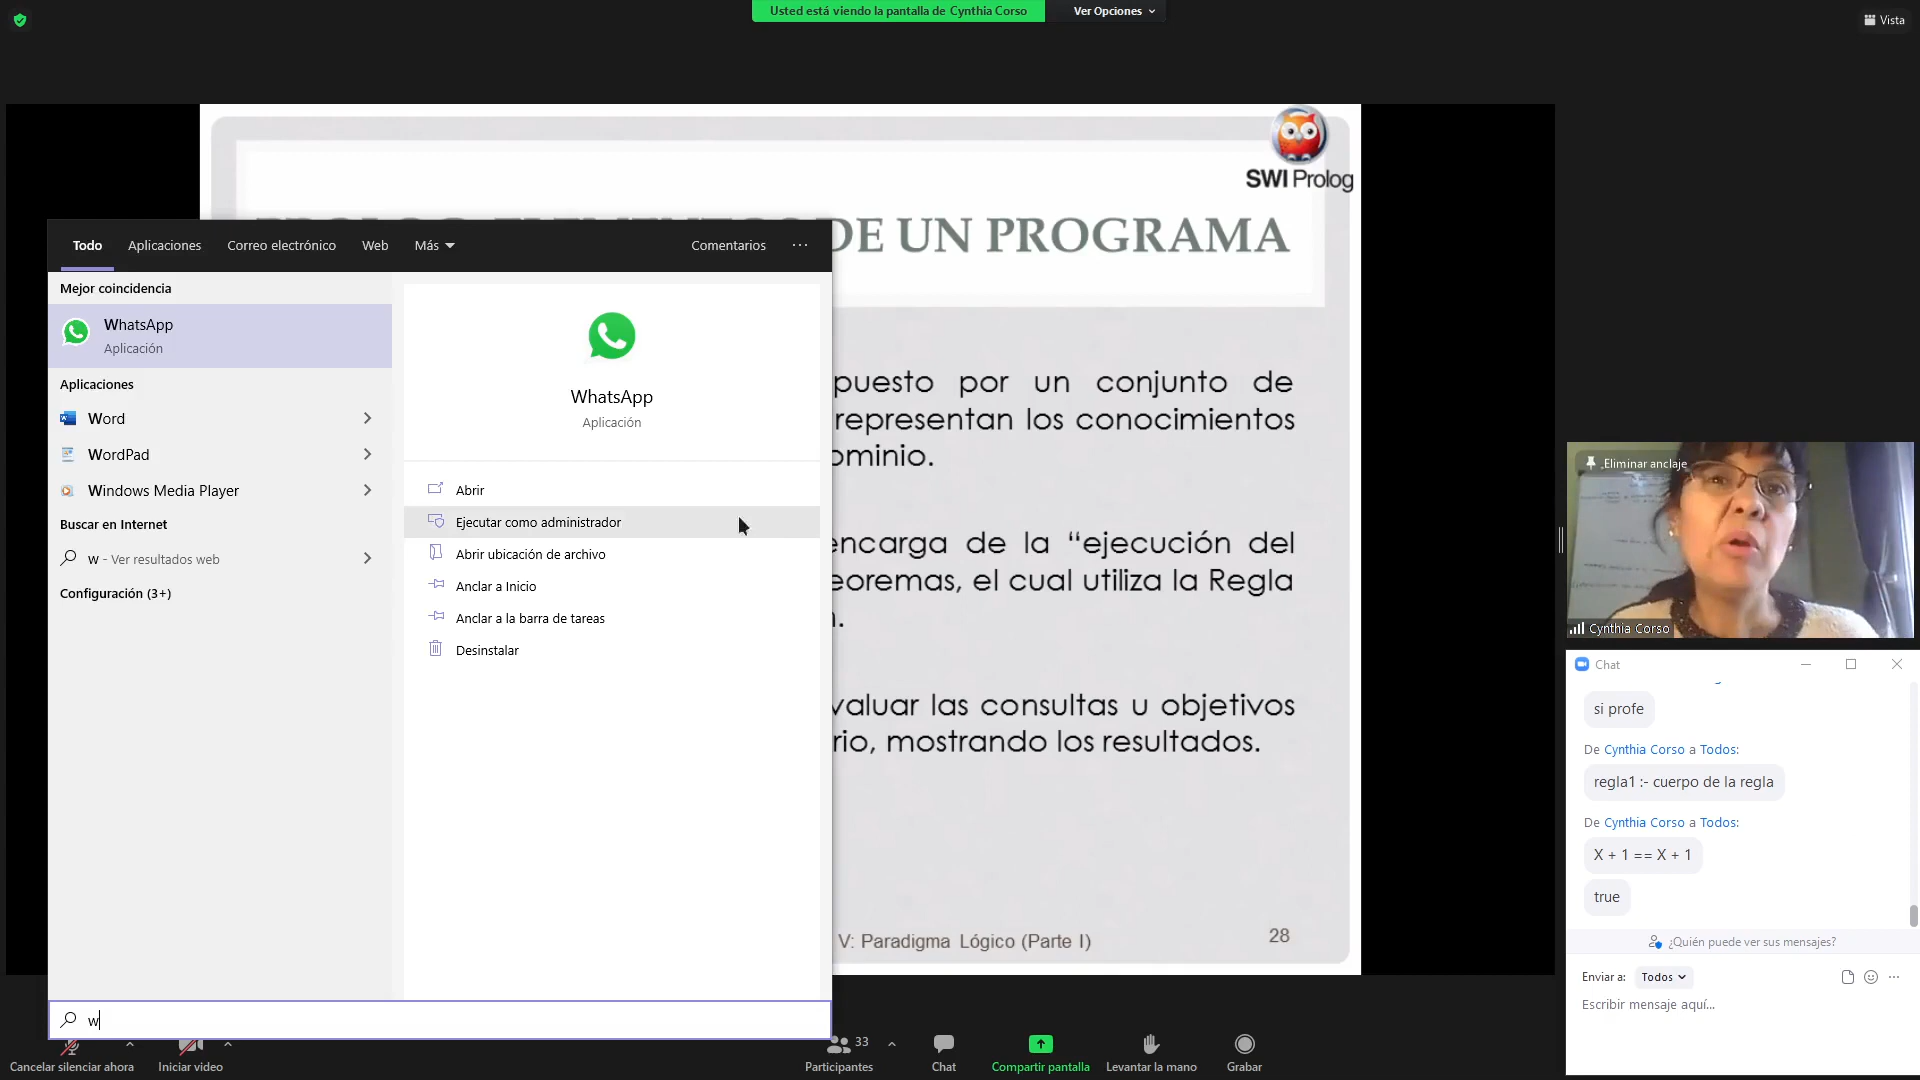 Usted está viendo la pantalla de Cynthia Corso
Ver Opciones
Vista
SWI Prolog
DE UN PROGRAMA
puesto por un conjunto de
representan los conocimientos
ominio.
encarga de la “ejecución del
eoremas, el cual utiliza la Regla
valuar las consultas u objetivos
rio, mostrando los resultados.
V: Paradigma Lógico (Parte I)
28
Todo
Aplicaciones
Correo electrónico
Web
Más
Comentarios
...
Mejor coincidencia
WhatsApp
Aplicación
Aplicaciones
Word
WordPad
Windows Media Player
Buscar en Internet
w - Ver resultados web
Configuración (3+)
WhatsApp
Aplicación
Abrir
Ejecutar como administrador
Abrir ubicación de archivo
Anclar a Inicio
Anclar a la barra de tareas
Desinstalar
w
Eliminar anclaje
Cynthia Corso
Chat
si profe
De Cynthia Corso a Todos:
regla1 :- cuerpo de la regla
De Cynthia Corso a Todos:
X + 1 == X + 1
true
¿Quién puede ver sus mensajes?
Enviar a: Todos
Escribir mensaje aquí...
Cancelar silenciar ahora
Iniciar video
33
Participantes
Chat
Compartir pantalla
Levantar la mano
Grabar